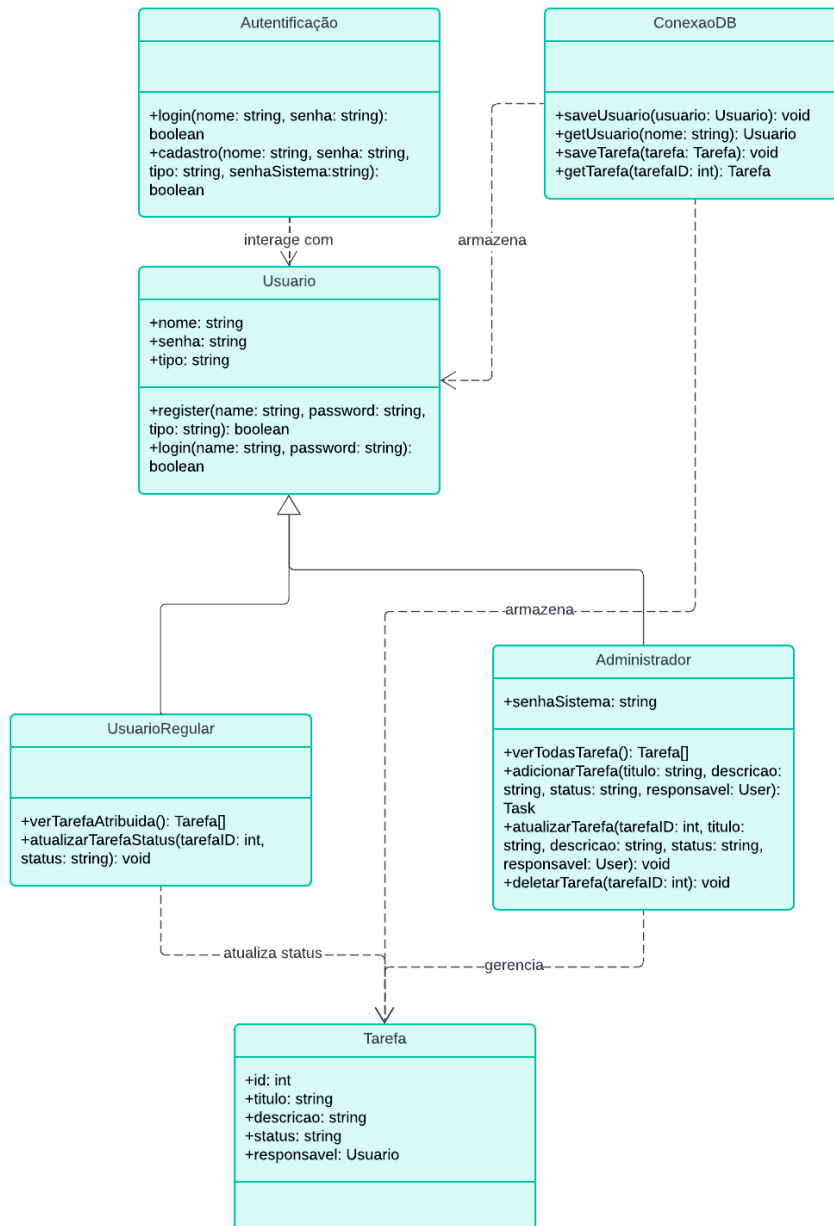 Autentificação
+login(nome: string, senha: string):
boolean
+cadastro(nome: string, senha: string,
tipo: string, senhaSistema:string):
boolean
ConexaoDB
+saveUsuario(usuario: Usuario): void
+getUsuario(nome: string): Usuario
+saveTarefa(tarefa: Tarefa): void
+getTarefa(tarefaID: int): Tarefa
interage com
armazena
Usuario
+nome: string
+senha: string
+tipo: string
+register(name: string, password: string,
tipo: string): boolean
+login(name: string, password: string):
boolean
armazena
UsuarioRegular
+verTarefaAtribuida(): Tarefa[]
+atualizarTarefaStatus(tarefaID: int,
status: string): void
Administrador
+senhaSistema: string
+verTodasTarefa(): Tarefa[]
+adicionarTarefa(titulo: string, descricao:
string, status: string, responsavel: User):
Task
+atualizarTarefa(tarefaID: int, titulo:
string, descricao: string, status: string,
responsavel: User): void
+deletarTarefa(tarefaID: int): void
atualiza status
gerencia
Tarefa
+id: int
+titulo: string
+descricao: string
+status: string
+responsavel: Usuario